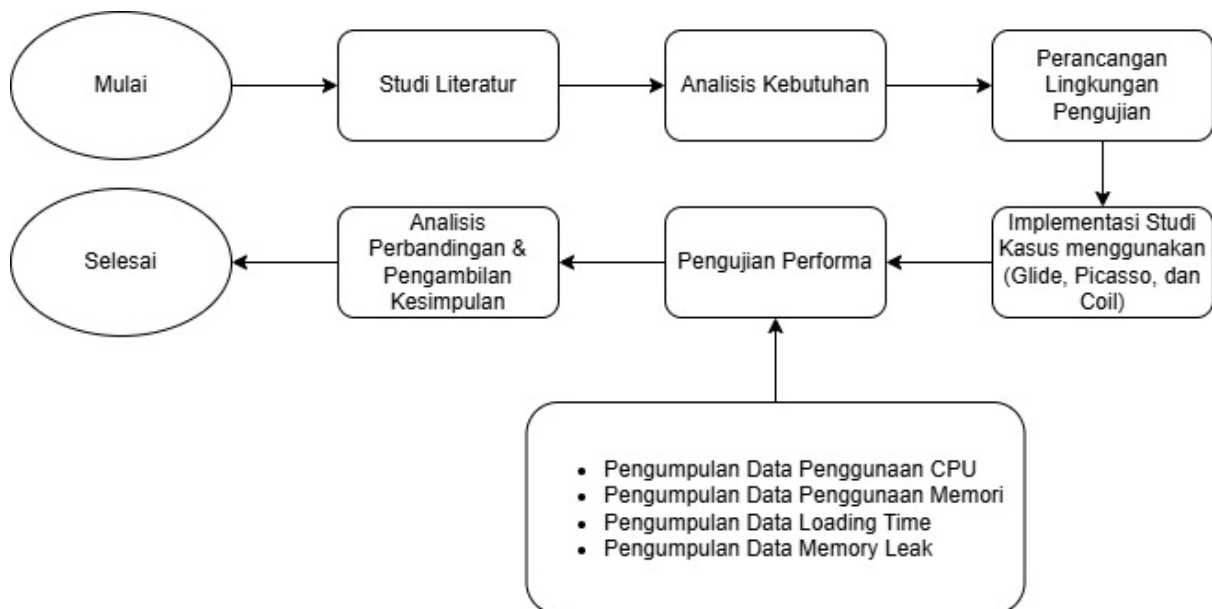 Mulai
Studi Literatur
Analisis Kebutuhan
Perancangan
Lingkungan
Pengujian
Implementasi Studi
Kasus menggunakan
(Glide, Picasso, dan
Coil)
Pengujian Performa
Analisis
Perbandingan &
Pengambilan
Kesimpulan
Selesai
• Pengumpulan Data Penggunaan CPU
• Pengumpulan Data Penggunaan Memori
• Pengumpulan Data Loading Time
• Pengumpulan Data Memory Leak